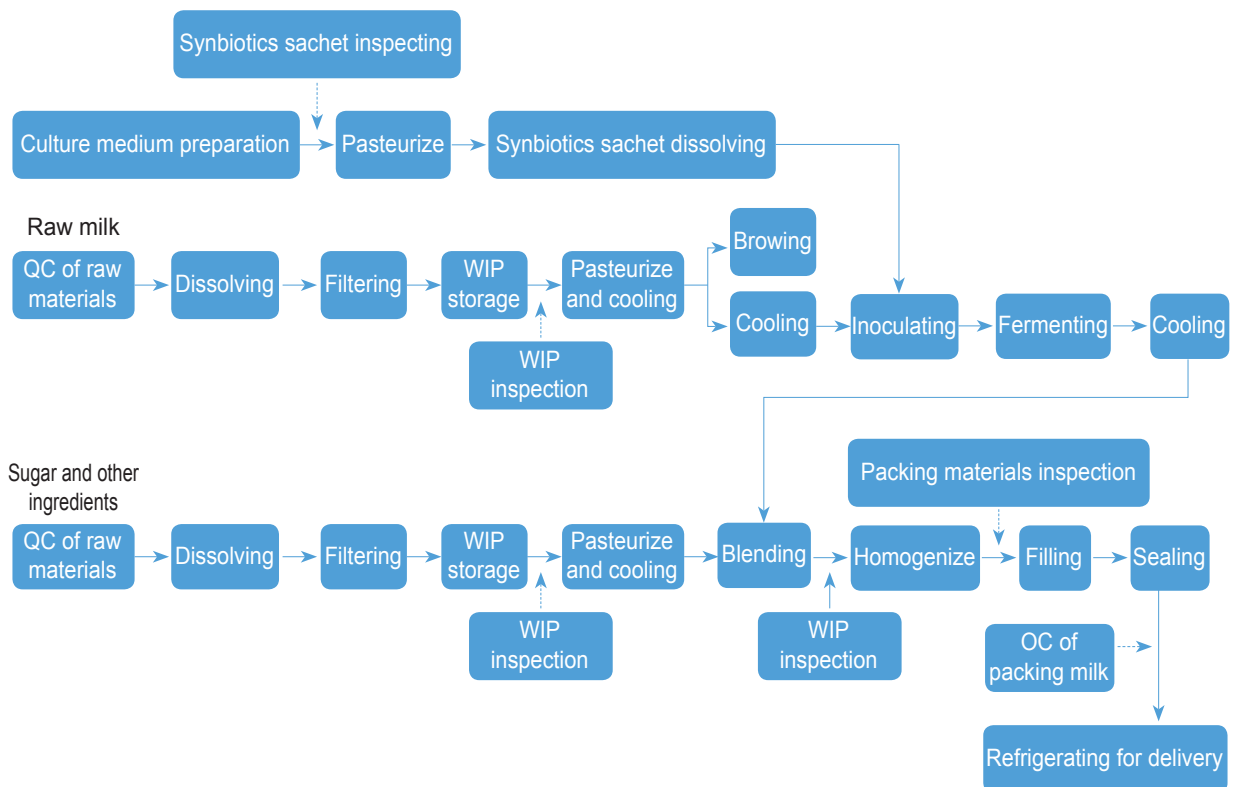 Synbiotics sachet inspecting
Culture medium preparation
Pasteurize
Synbiotics sachet dissolving
Raw milk
QC of raw
materials
Dissolving
Filtering
WIP
storage
Pasteurize
and cooling
Browing
Cooling
Inoculating
Fermenting
Cooling
WIP
inspection
Sugar and other
ingredients
Packing materials inspection
QC of raw
materials
Dissolving
Filtering
WIP
storage
Pasteurize
and cooling
Blending
Homogenize
Filling
Sealing
WIP
inspection
WIP
inspection
OC of
packing milk
Refrigerating for delivery